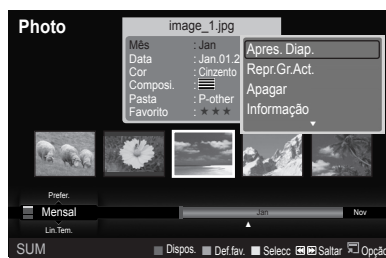 Photo
image_1.jpg
Mês : Jan
Data : Jan.01.2
Cor : Cinzento
Composi. :
Pasta : P-other
Favorito : ★ ★ ★
Apres. Diap.
Repr.Gr.Act.
Apagar
Informação
Prefer.
Mensal
Lin.Tem.
Jan
Nov
SUM
Dispos. Def.fav. Selecc Saltar Opção